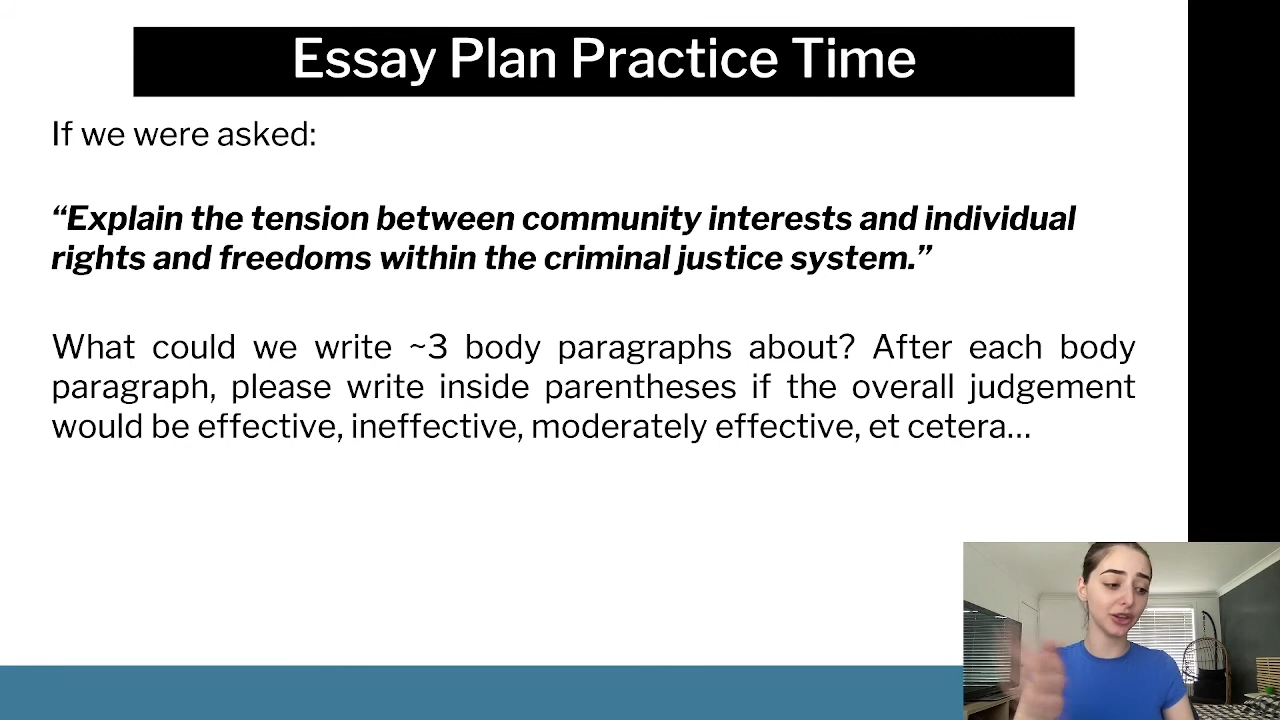 Essay Plan Practice Time
If we were asked:
“Explain the tension between community interests and individual
rights and freedoms within the criminal justice system.”
What could we write ~3 body paragraphs about? After each body
paragraph, please write inside parentheses if the overall judgement
would be effective, ineffective, moderately effective, et cetera...